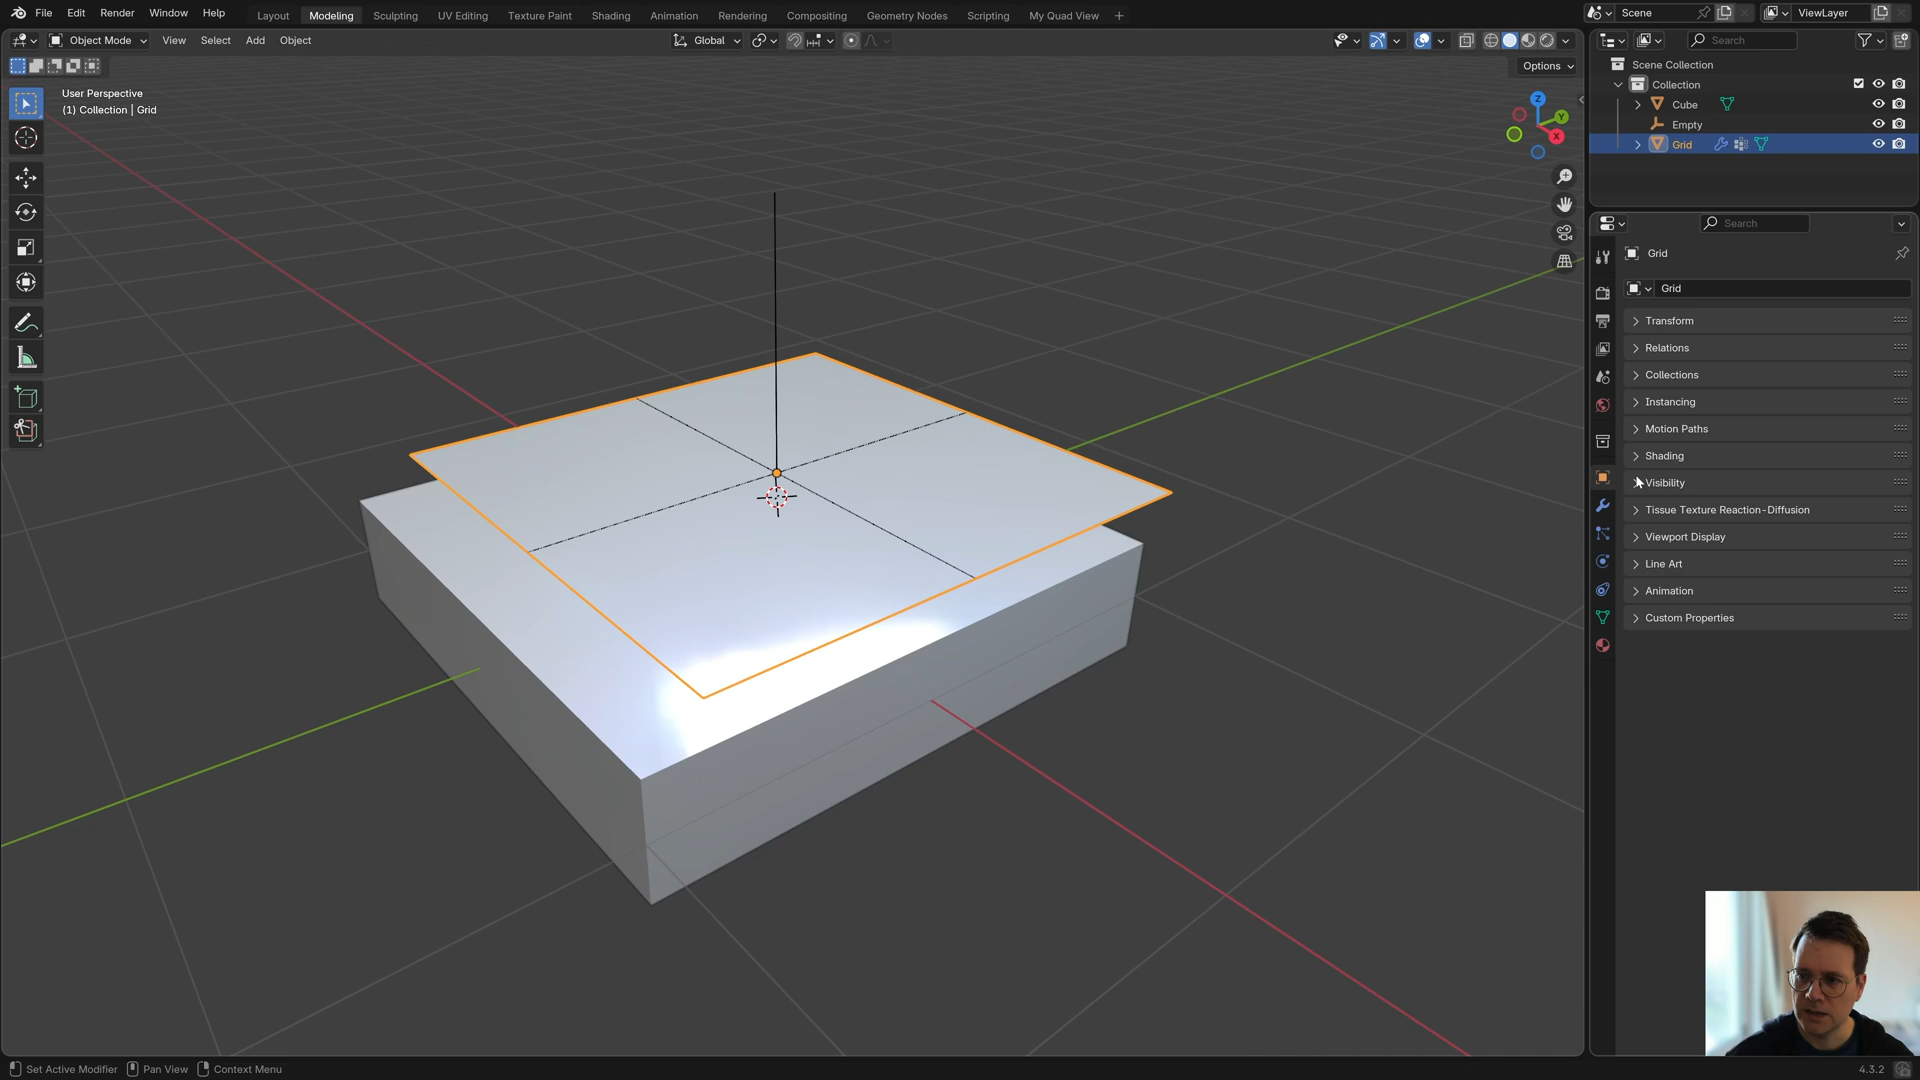 File Edit Render Window Help Layout Modeling Sculpting UV Editing Texture Paint Shading Animation Rendering Compositing Geometry Nodes Scripting My Quad View + Scene ViewLayer
Object Mode View Select Add Object Global Search
Options
User Perspective
(1) Collection | Grid
Z
Y
X
Scene Collection
Collection
Cube
Empty
Grid
Search
Grid
Grid
Transform
Relations
Collections
Instancing
Motion Paths
Shading
Visibility
Tissue Texture Reaction-Diffusion
Viewport Display
Line Art
Animation
Custom Properties
Set Active Modifier Pan View Context Menu 4.3.2